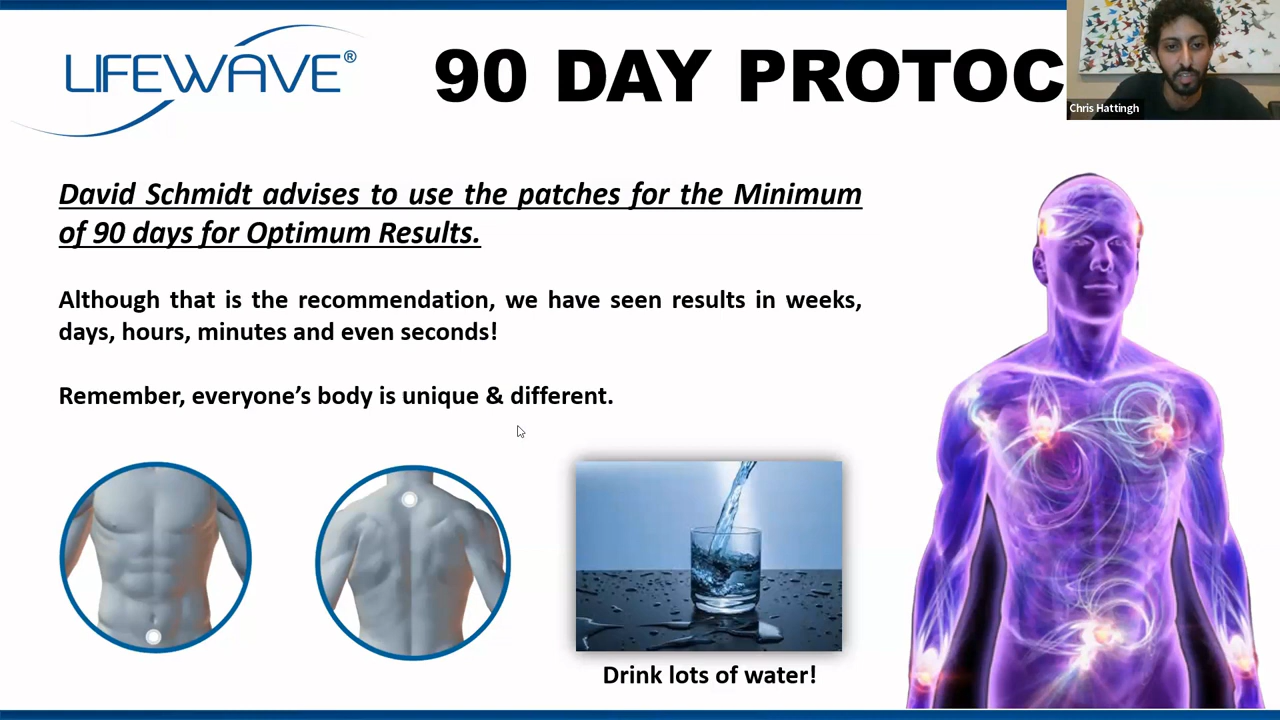 LIFEWAVE®
90 DAY PROTOC
Chris Hattingh
David Schmidt advises to use the patches for the Minimum
of 90 days for Optimum Results.
Although that is the recommendation, we have seen results in weeks,
days, hours, minutes and even seconds!
Remember, everyone’s body is unique & different.
Drink lots of water!